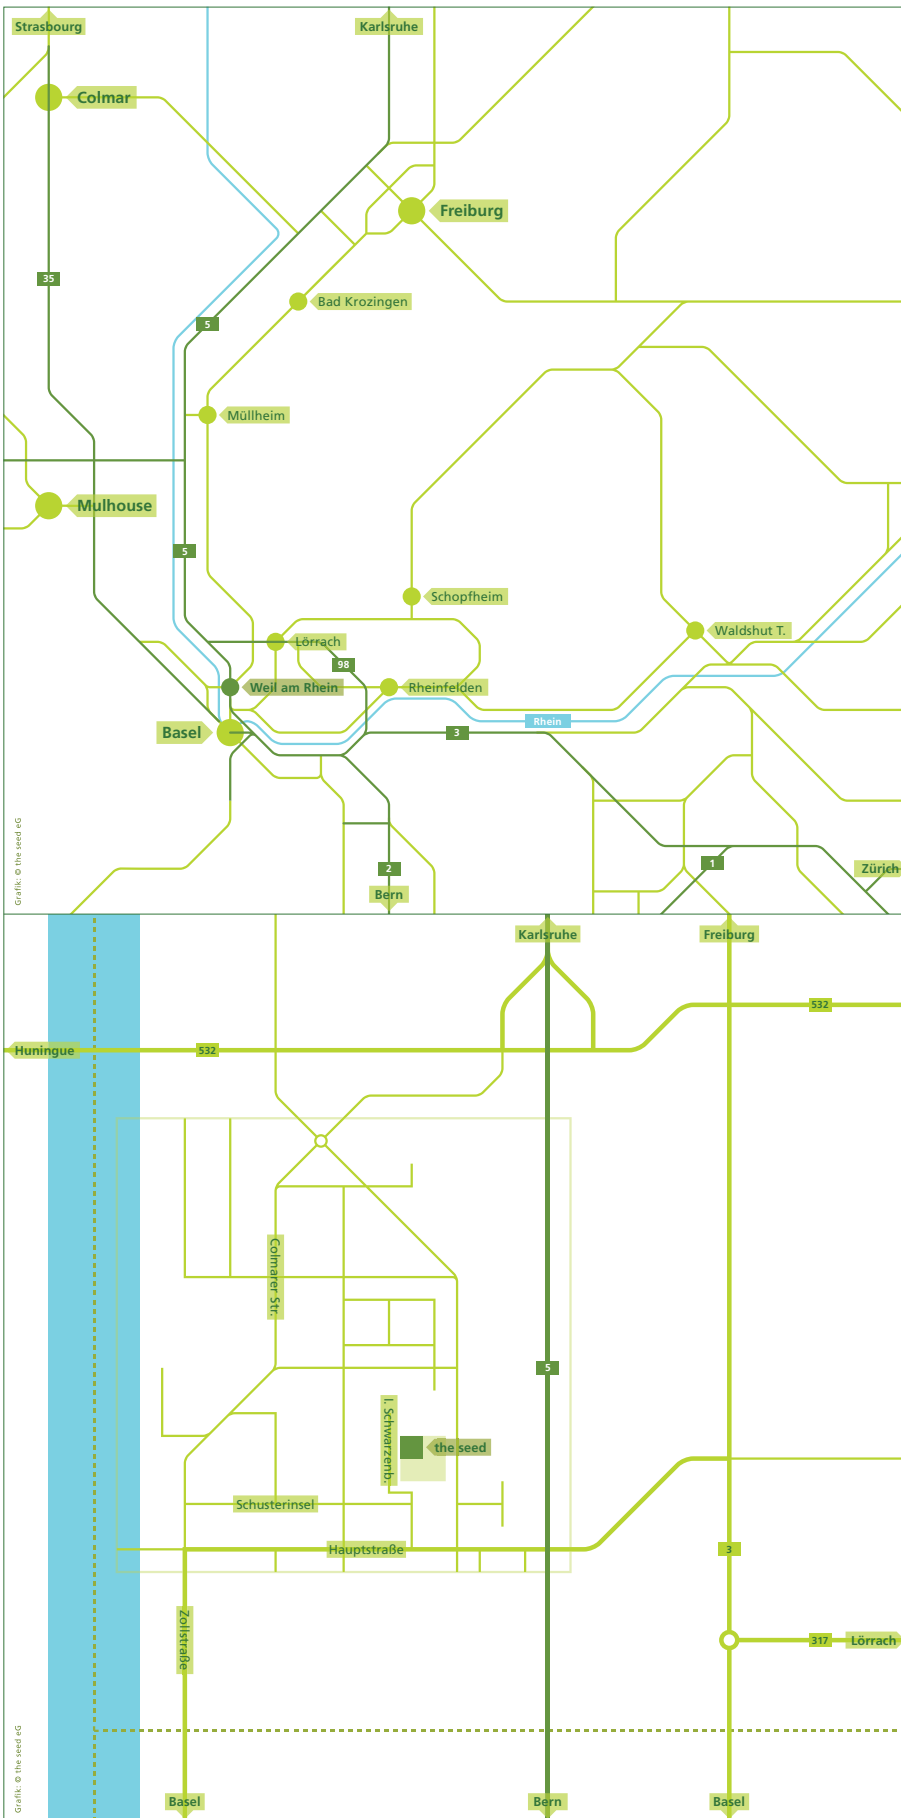 Strasbourg
Karlsruhe
Colmar
Freiburg
35
Bad Krozingen
5
Müllheim
Mulhouse
5
Schopfheim
Waldshut T.
Lörrach
98
Weil am Rhein
Rheinfelden
Rhein
Basel
3
1
2
Zürich
Bern
Grafik: © the seed eG
Karlsruhe
Freiburg
532
Huningue
532
Colmarer Str.
5
I. Schwarzenb.
the seed
Schusterinsel
Hauptstraße
3
Zollstraße
317
Lörrach
Grafik: © the seed eG
Basel
Bern
Basel